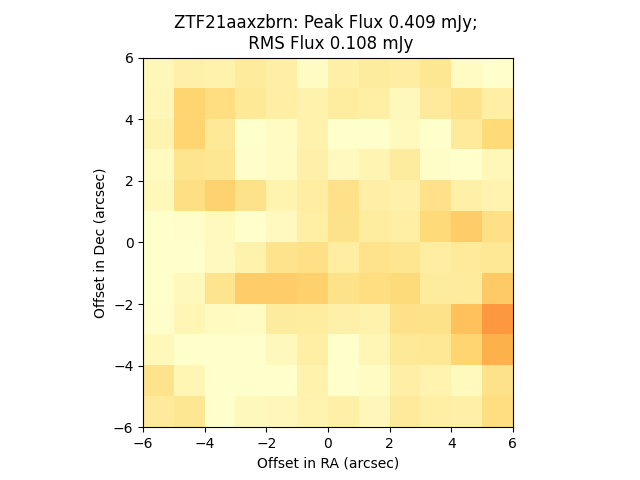 ZTF21aaxzbrn: Peak Flux 0.409 mJy;
RMS Flux 0.108 mJy
6
4
2
0
−2
−4
−6
Offset in Dec (arcsec)
−6 −4 −2 0 2 4 6
Offset in RA (arcsec)